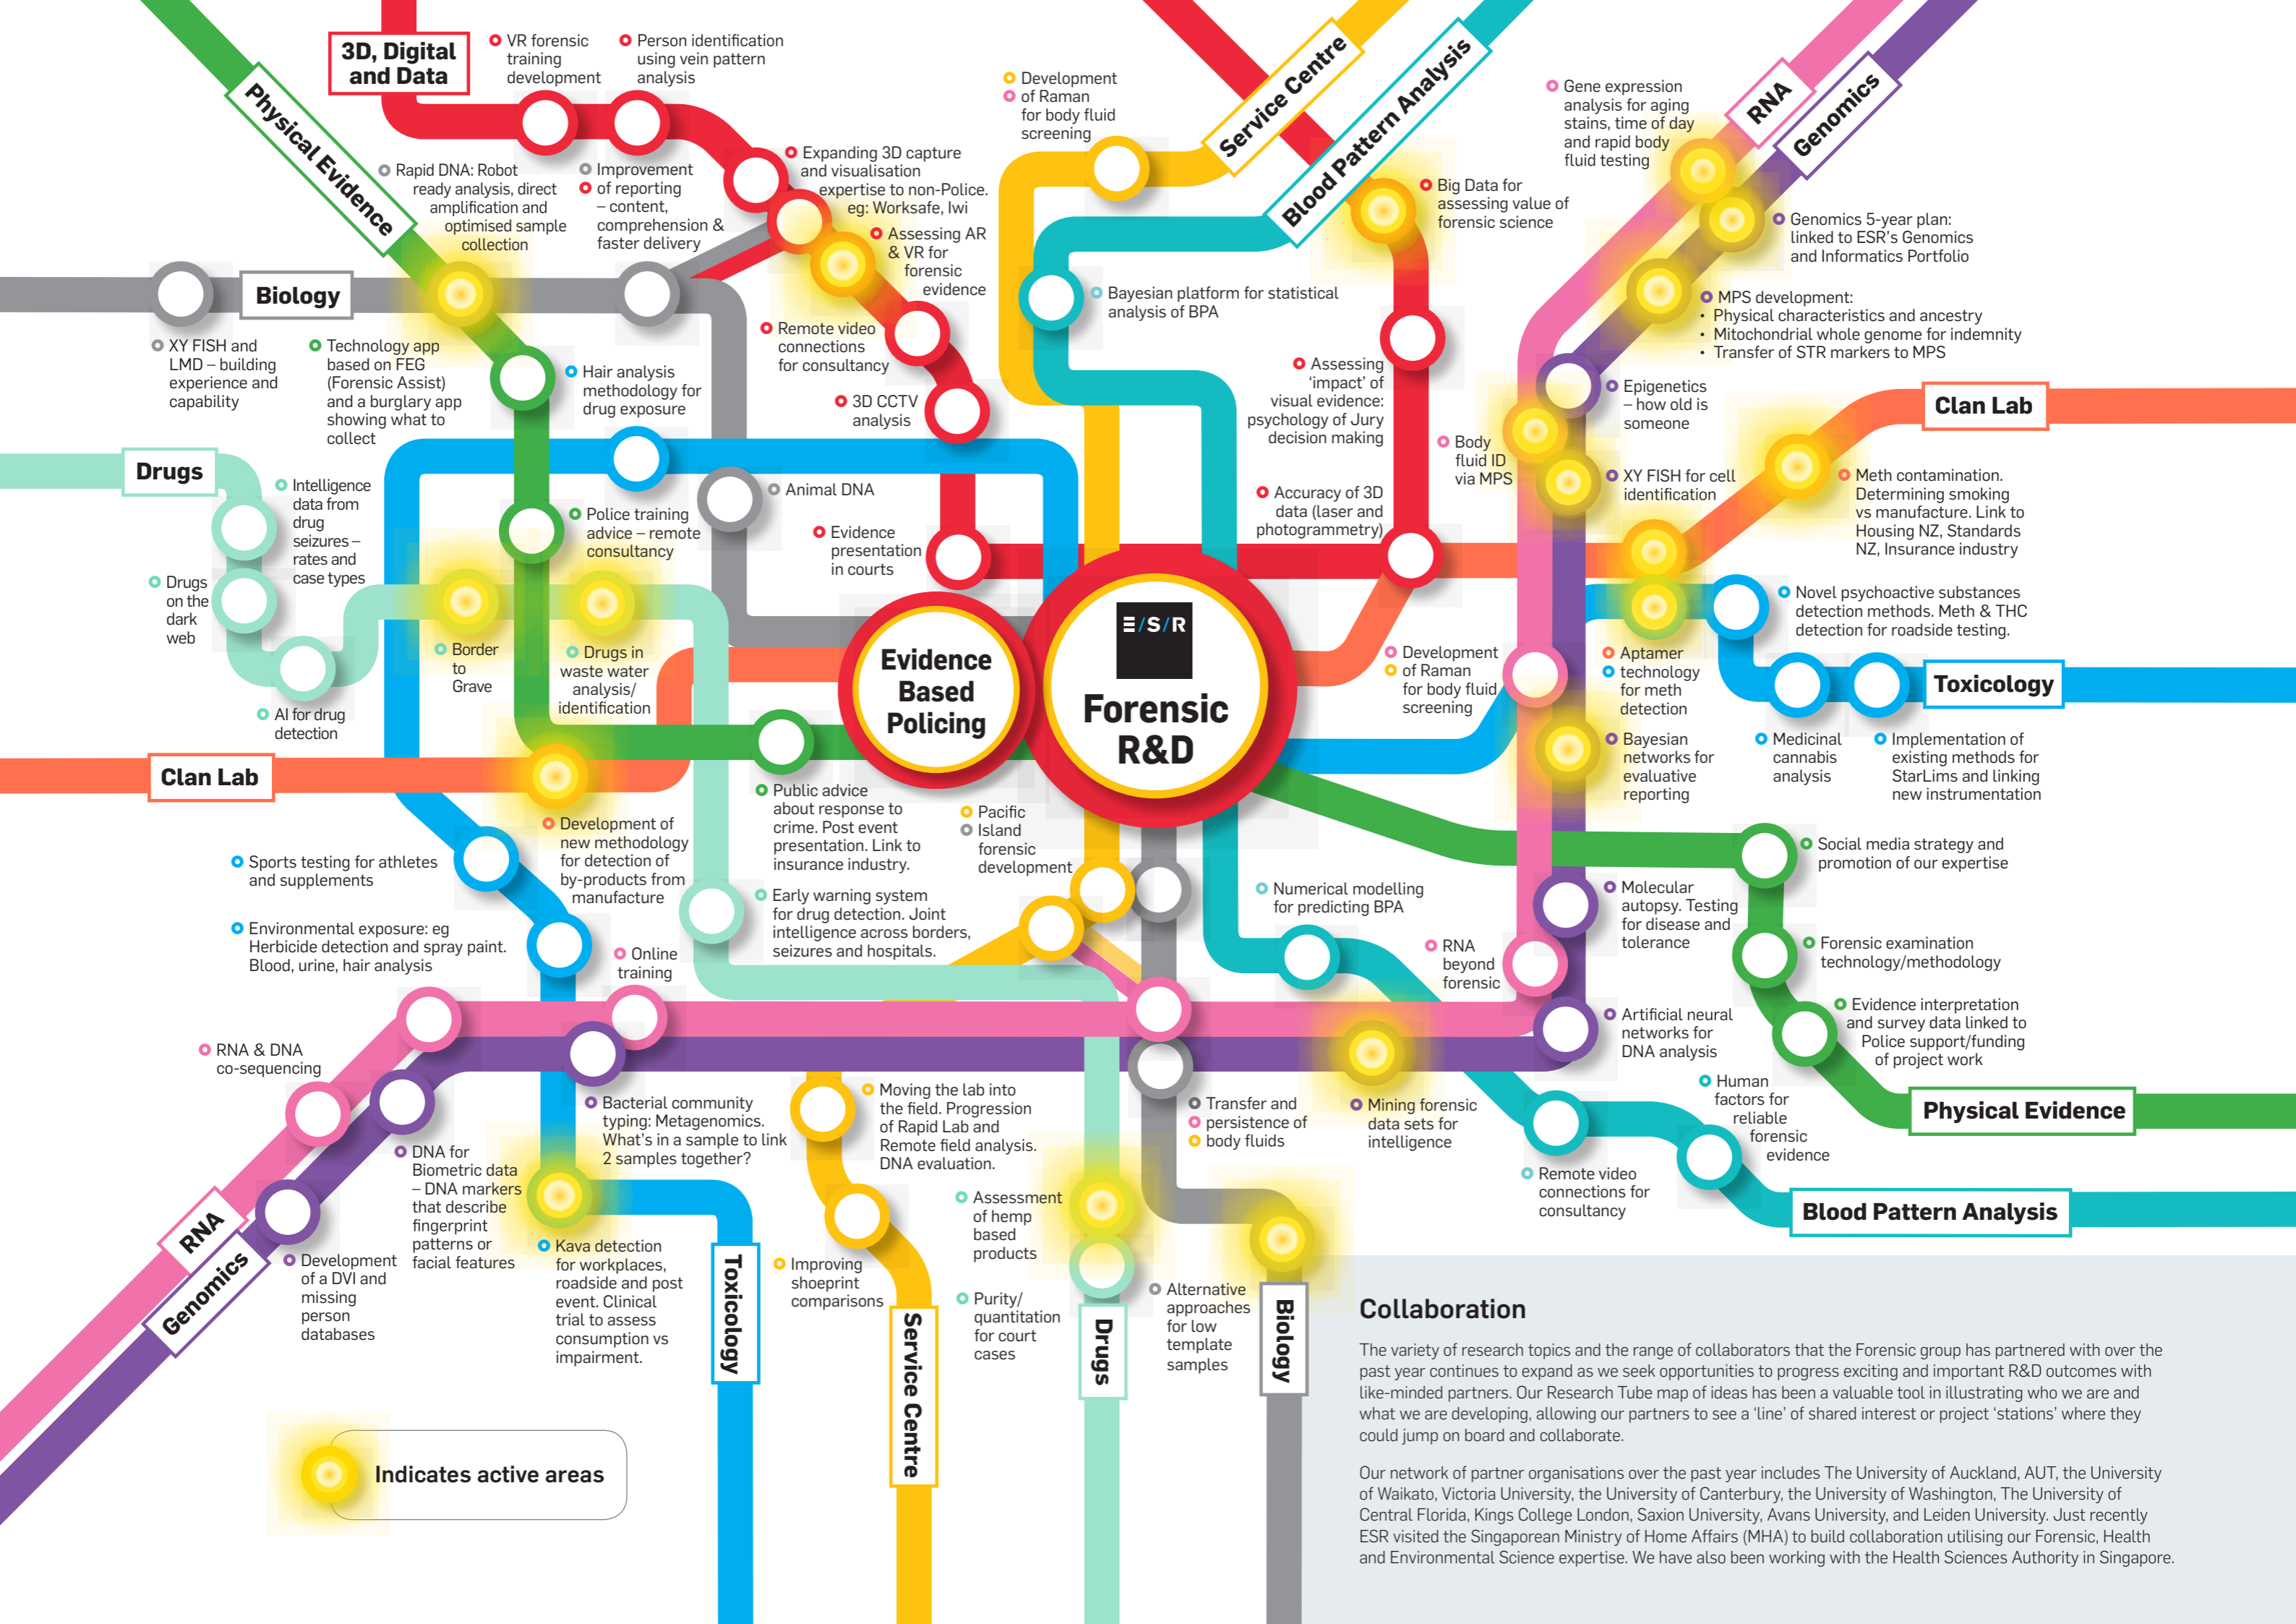 3D, Digital
and Data
VR forensic
training
development
Person identification
using vein pattern
analysis
Physical Evidence
Rapid DNA: Robot
ready analysis, direct
amplification and
optimised sample
collection
Improvement
of reporting
– content,
comprehension &
faster delivery
Expanding 3D capture
and visualisation
expertise to non-Police.
eg: Worksafe, Iwi
Assessing AR
& VR for
forensic
evidence
Development
of Raman
for body fluid
screening
Service Centre
Blood Pattern Analysis
Big Data for
assessing value of
forensic science
Gene expression
analysis for aging
stains, time of day
and rapid body
fluid testing
RNA
Genomics
Genomics 5-year plan:
linked to ESR's Genomics
and Informatics Portfolio
MPS development:
• Physical characteristics and ancestry
• Mitochondrial whole genome for indemnity
• Transfer of STR markers to MPS
Biology
XY FISH and
LMD – building
experience and
capability
Technology app
based on FEG
(Forensic Assist)
and a burglary app
showing what to
collect
Hair analysis
methodology for
drug exposure
Remote video
connections
for consultancy
3D CCTV
analysis
Bayesian platform for statistical
analysis of BPA
Assessing
‘impact’ of
visual evidence:
psychology of Jury
decision making
Epigenetics
– how old is
someone
Clan Lab
Drugs
Intelligence
data from
drug
seizures –
rates and
case types
Police training
advice – remote
consultancy
Animal DNA
Evidence
presentation
in courts
Accuracy of 3D
data (laser and
photogrammetry)
Body
fluid ID
via MPS
XY FISH for cell
identification
Meth contamination.
Determining smoking
vs manufacture. Link to
Housing NZ, Standards
NZ, Insurance industry
Drugs
on the
dark
web
Border
to
Grave
Drugs in
waste water
analysis/
identification
AI for drug
detection
Evidence
Based
Policing
E/S/R
Forensic
R&D
Development
of Raman
for body fluid
screening
Aptamer
technology
for meth
detection
Novel psychoactive substances
detection methods. Meth & THC
detection for roadside testing.
Toxicology
Bayesian
networks for
evaluative
reporting
Medicinal
cannabis
analysis
Implementation of
existing methods for
StarLims and linking
new instrumentation
Clan Lab
Development of
new methodology
for detection of
by-products from
manufacture
Public advice
about response to
crime. Post event
presentation. Link to
insurance industry.
Pacific
Island
forensic
development
Sports testing for athletes
and supplements
Environmental exposure: eg
Herbicide detection and spray paint.
Blood, urine, hair analysis
Early warning system
for drug detection. Joint
intelligence across borders,
seizures and hospitals.
Online
training
Numerical modelling
for predicting BPA
RNA
beyond
forensic
Molecular
autopsy. Testing
for disease and
tolerance
Social media strategy and
promotion of our expertise
Forensic examination
technology/methodology
Artificial neural
networks for
DNA analysis
Evidence interpretation
and survey data linked to
Police support/funding
of project work
Physical Evidence
RNA & DNA
co-sequencing
DNA for
Biometric data
– DNA markers
that describe
fingerprint
patterns or
facial features
Bacterial community
typing: Metagenomics.
What's in a sample to link
2 samples together?
Moving the lab into
the field. Progression
of Rapid Lab and
Remote field analysis.
DNA evaluation.
Transfer and
persistence of
body fluids
Mining forensic
data sets for
intelligence
Human
factors for
reliable
forensic
evidence
Remote video
connections for
consultancy
Blood Pattern Analysis
RNA
Genomics
Development
of a DVI and
missing
person
databases
Kava detection
for workplaces,
roadside and post
event. Clinical
trial to assess
consumption vs
impairment.
Toxicology
Improving
shoeprint
comparisons
Service Centre
Assessment
of hemp
based
products
Purity/
quantitation
for court
cases
Drugs
Alternative
approaches
for low
template
samples
Biology
Indicates active areas
Collaboration
The variety of research topics and the range of collaborators that the Forensic group has partnered with over the
past year continues to expand as we seek opportunities to progress exciting and important R&D outcomes with
like-minded partners. Our Research Tube map of ideas has been a valuable tool in illustrating who we are and
what we are developing, allowing our partners to see a ‘line’ of shared interest or project ‘stations’ where they
could jump on board and collaborate.
Our network of partner organisations over the past year includes The University of Auckland, AUT, the University
of Waikato, Victoria University, the University of Canterbury, the University of Washington, The University of
Central Florida, Kings College London, Saxion University, Avans University, and Leiden University. Just recently
ESR visited the Singaporean Ministry of Home Affairs (MHA) to build collaboration utilising our Forensic, Health
and Environmental Science expertise. We have also been working with the Health Sciences Authority in Singapore.